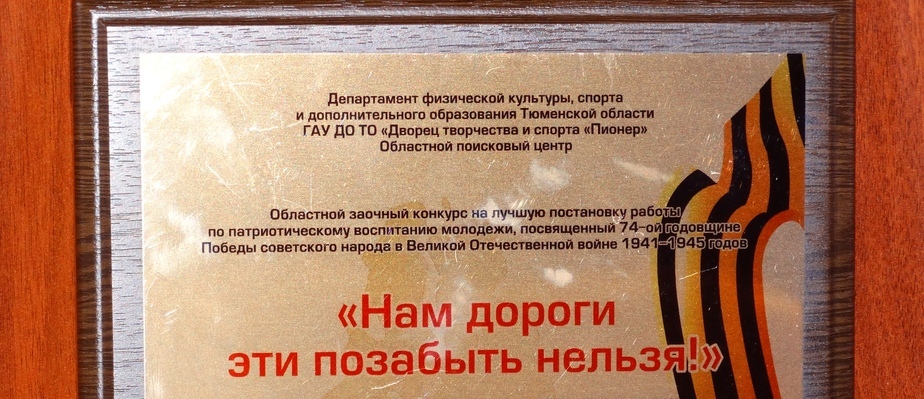 Департамент физической культуры, спорта
и дополнительного образования Тюменской области
ГАУ ДО ТО «Дворец творчества и спорта «Пионер»
Областной поисковый центр
Областной заочный конкурс на лучшую постановку работы
по патриотическому воспитанию молодежи, посвященный 74-ой годовщине
Победы советского народа в Великой Отечественной войне 1941-1945 годов
«Нам дороги
эти позабыть нельзя!»